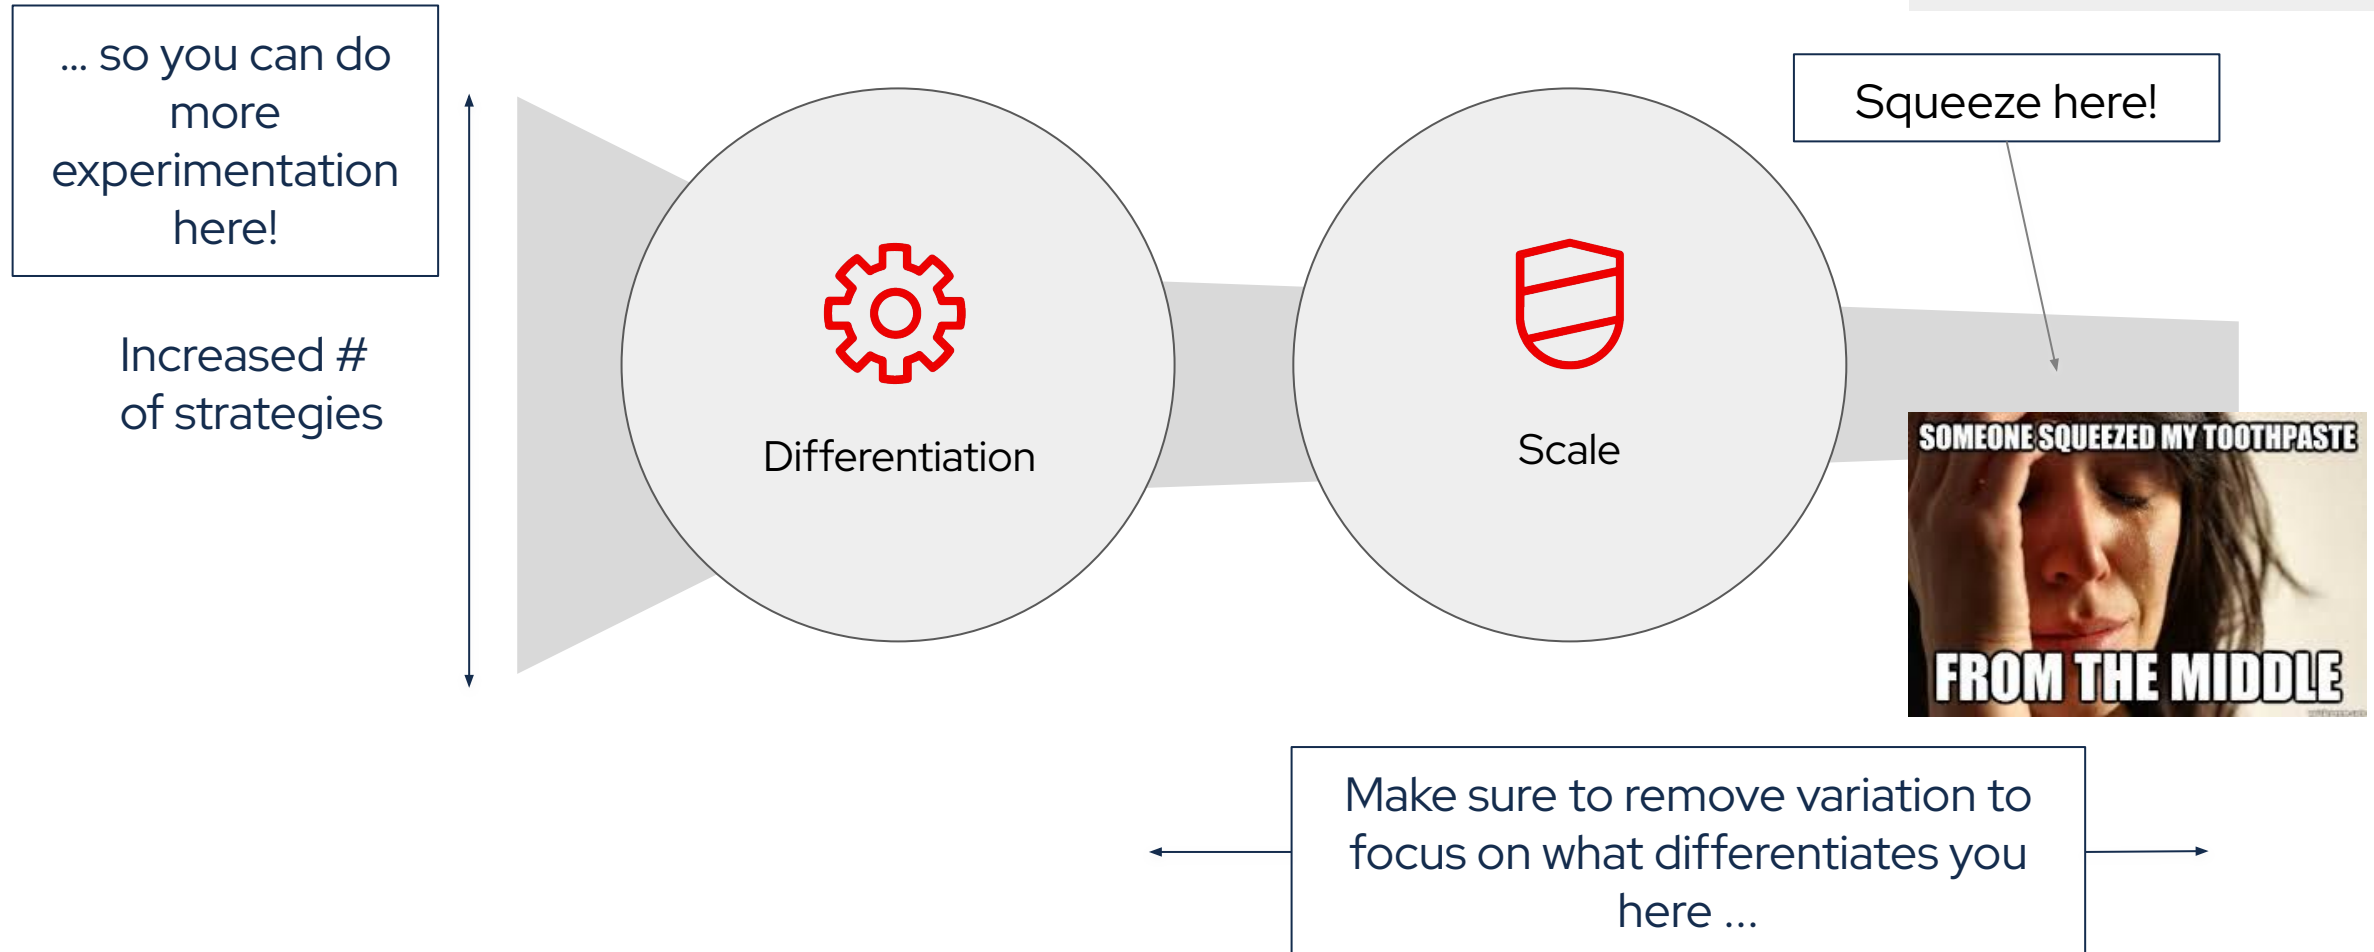 ... so you can do
more
experimentation
here!
Increased #
of strategies
Differentiation
Scale
Squeeze here!
SOMEONE SQUEEZED MY TOOTHPASTE
FROM THE MIDDLE
Make sure to remove variation to
focus on what differentiates you
here ...